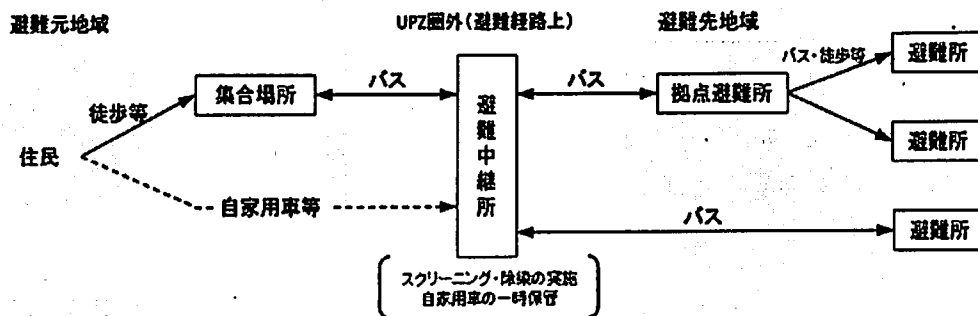 避難元地域
UPZ圏外(避難経路上)
避難先地域
住民
徒歩等
集合場所
バス
避難中継所
バス
拠点避難所
バス・徒歩等
避難所
避難所
自家用車等
バス
避難所
スクリーニング・除染の実施
自家用車の一時保管